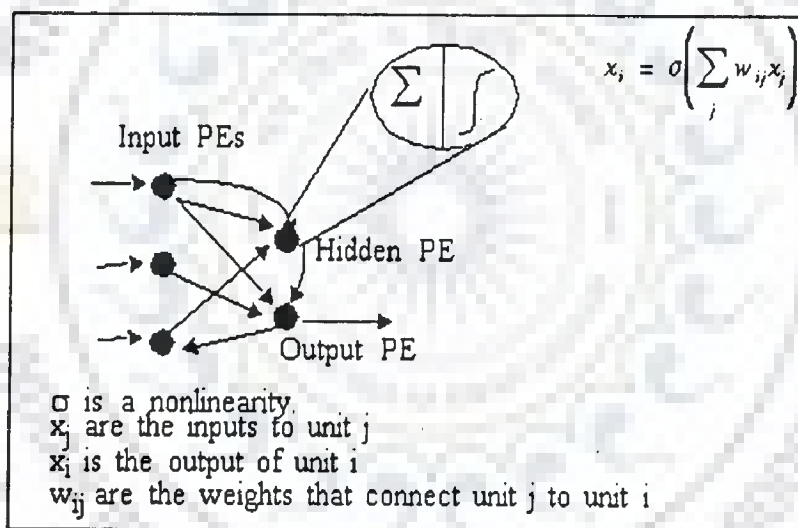 x_i = σ(∑_j w_ij x_j)
Input PEs
∑ ∫
Hidden PE
Output PE
σ is a nonlinearity.
x_j are the inputs to unit j
x_i is the output of unit i
w_ij are the weights that connect unit j to unit i